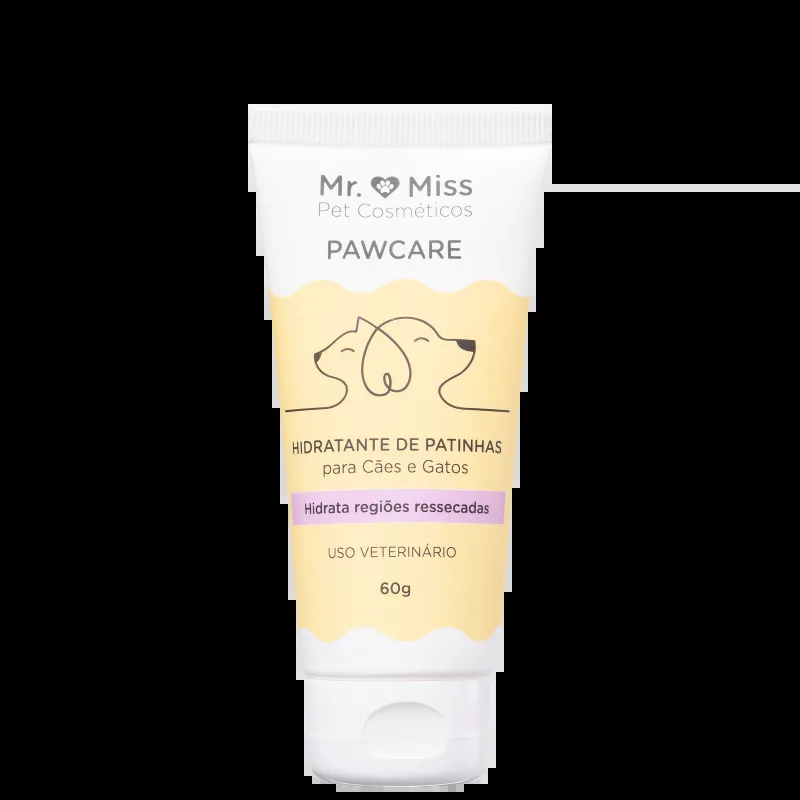 Mr. Miss
Pet Cosméticos
PAWCARE
HIDRATANTE DE PATINHAS
para Cães e Gatos
Hidrata regiões ressecadas
USO VETERINÁRIO
60g